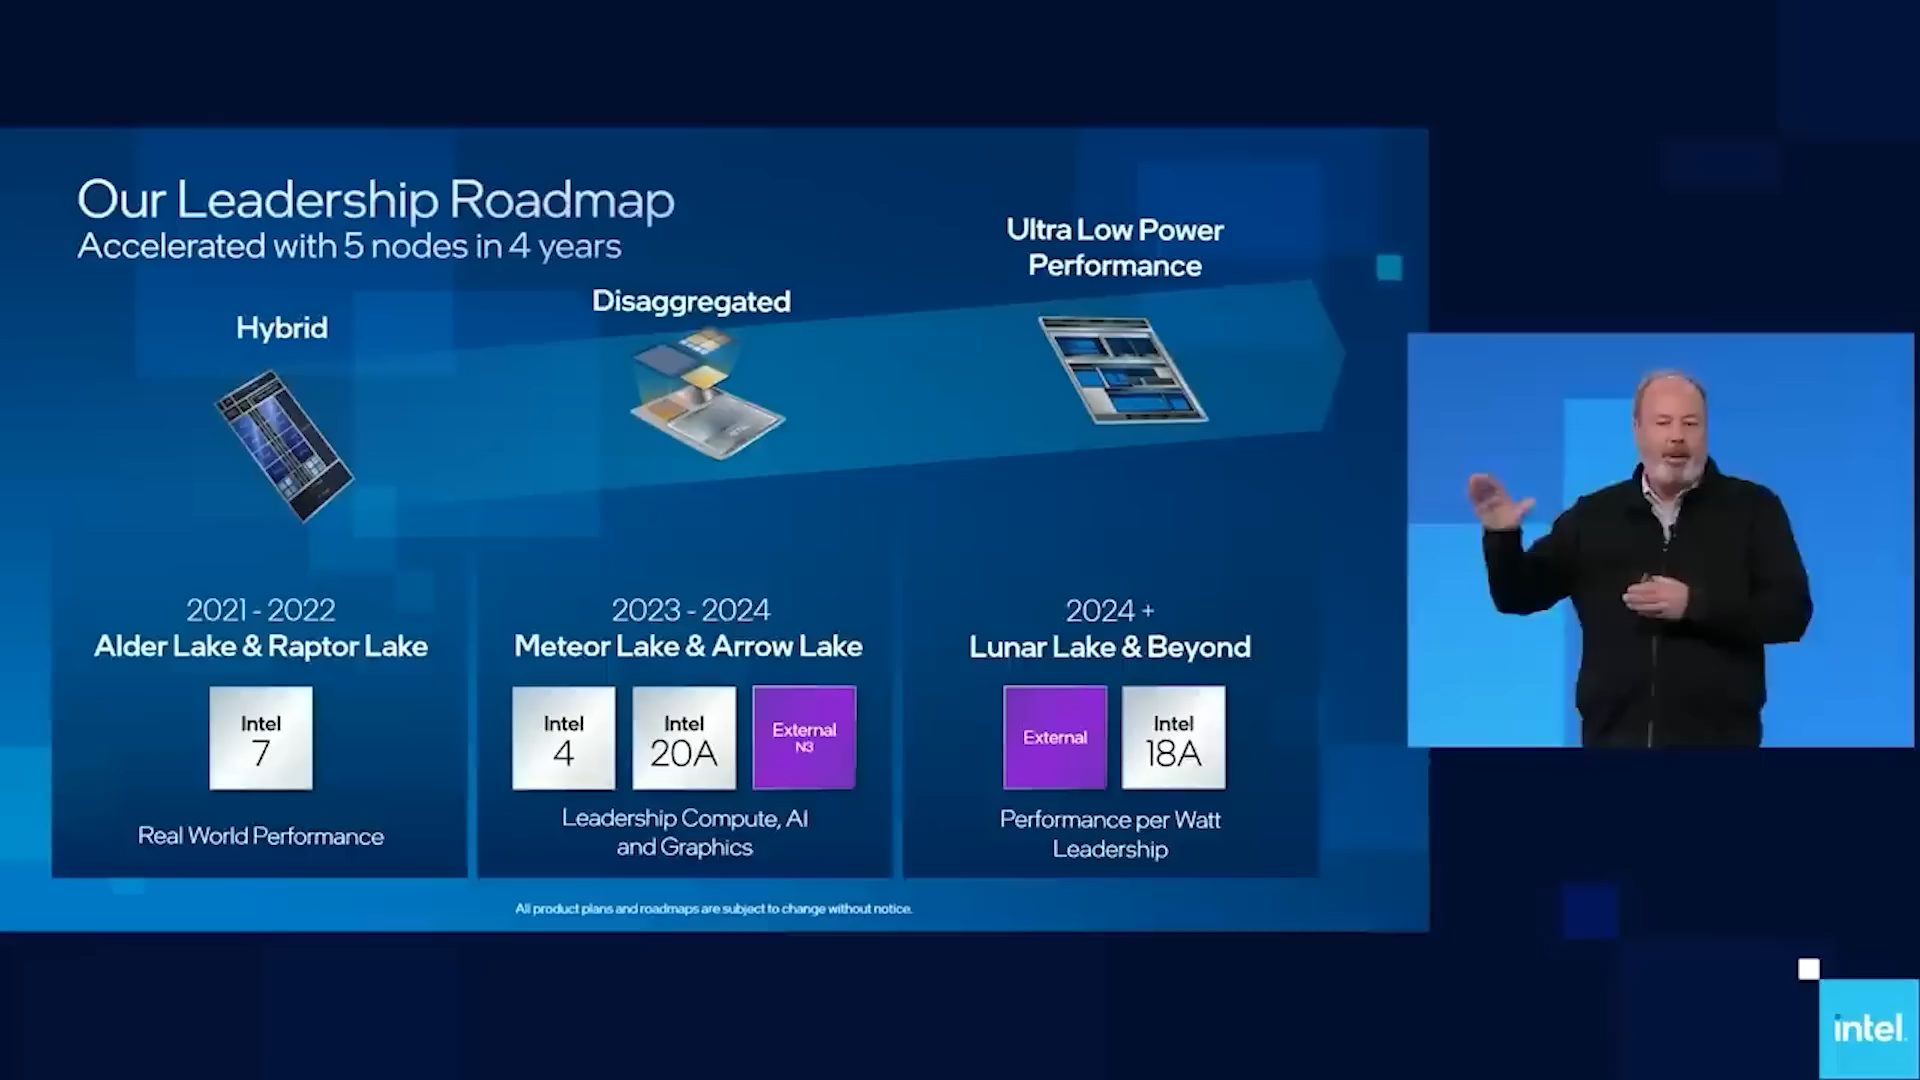 Our Leadership Roadmap
Accelerated with 5 nodes in 4 years
Hybrid
Disaggregated
Ultra Low Power
Performance
2021 - 2022
Alder Lake & Raptor Lake
Intel
7
Real World Performance
2023 - 2024
Meteor Lake & Arrow Lake
Intel
4
Intel
20A
External
N3
Leadership Compute, AI
and Graphics
2024 +
Lunar Lake & Beyond
External
Intel
18A
Performance per Watt
Leadership
All product plans and roadmaps are subject to change without notice.
intel.